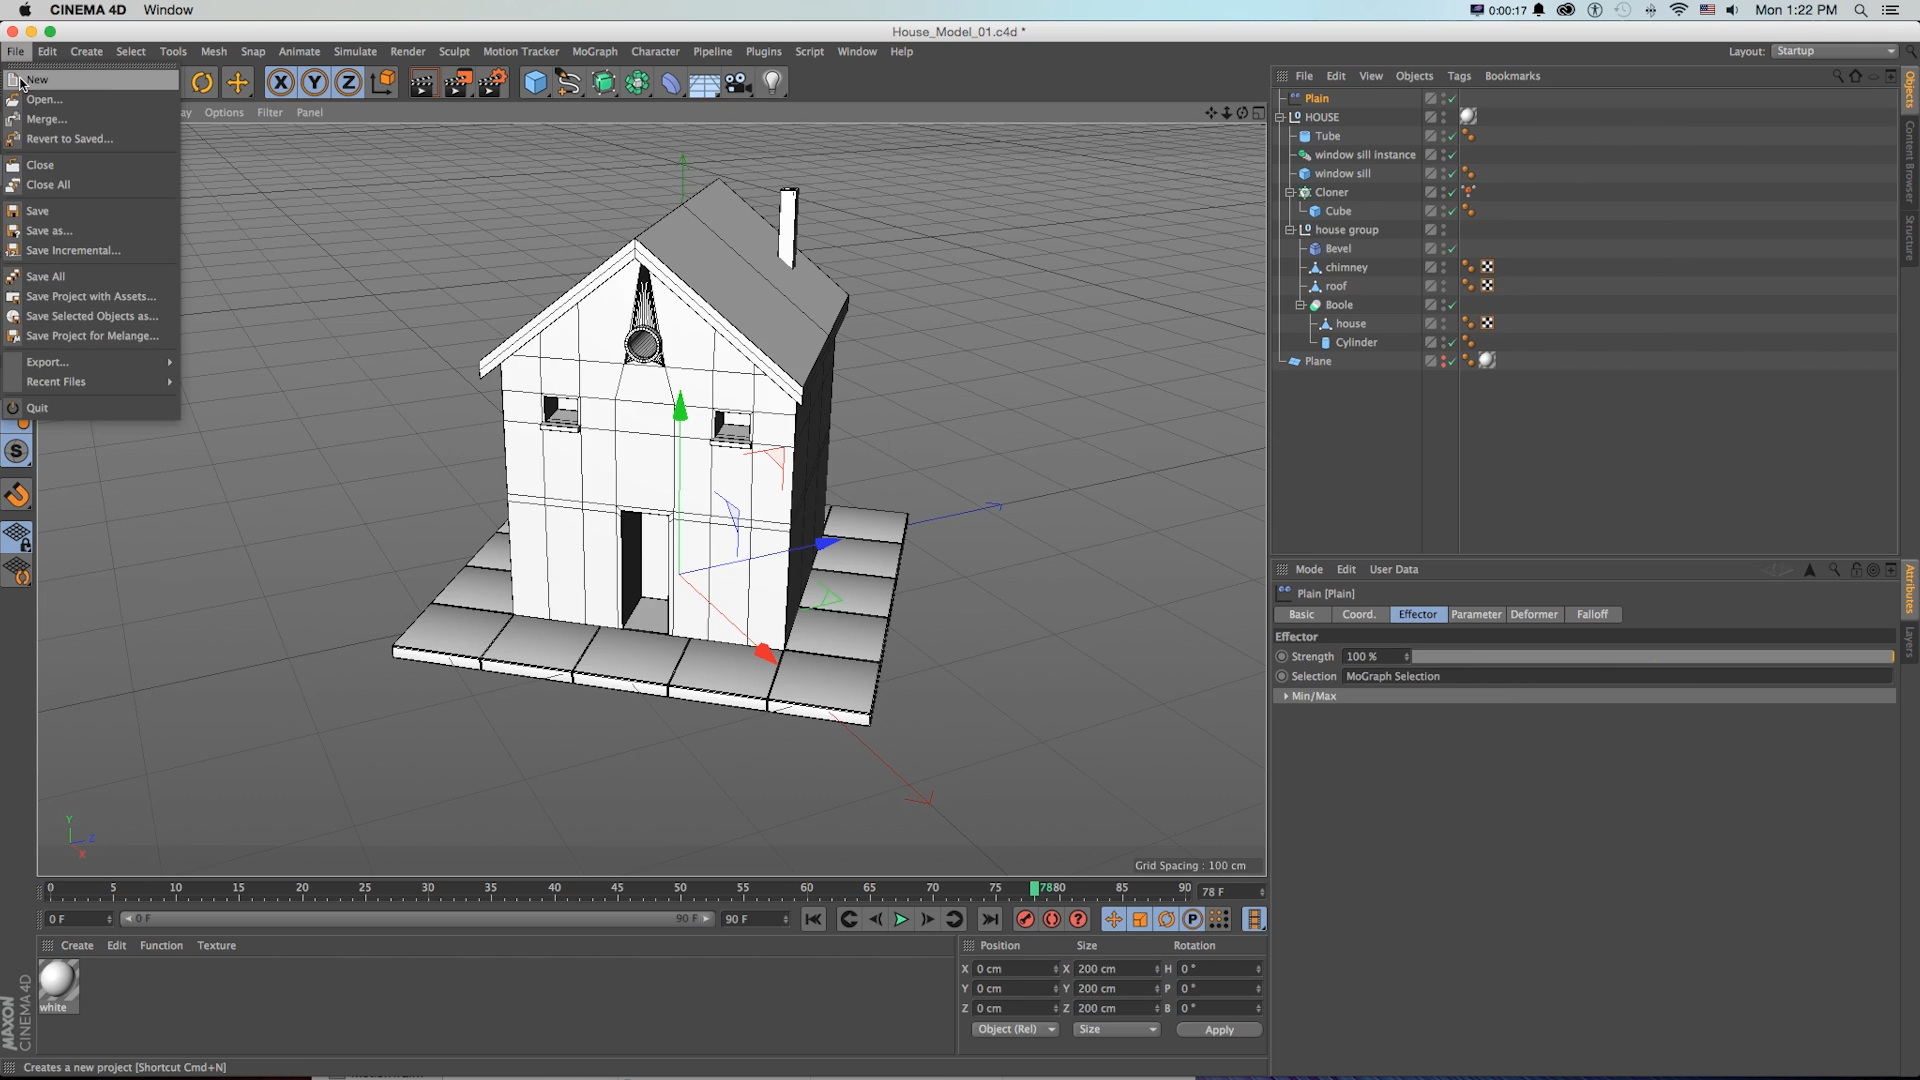 CINEMA 4D Window
0:00:17 Mon 1:22 PM
House_Model_01.c4d *
File Edit Create Select Tools Mesh Snap Animate Simulate Render Sculpt Motion Tracker MoGraph Character Pipeline Plugins Script Window Help
Layout: Startup
New
Open...
Merge...
Revert to Saved...
Close
Close All
Save
Save as...
Save Incremental...
Save All
Save Project with Assets...
Save Selected Objects as...
Save Project for Melange...
Export...
Recent Files
Quit
X Y Z
ay Options Filter Panel
File Edit View Objects Tags Bookmarks
Plain
HOUSE
Tube
window sill instance
window sill
Cloner
Cube
house group
Bevel
chimney
roof
Boole
house
Cylinder
Plane
Objects
Content Browser
Structure
Mode Edit User Data
Plain [Plain]
Basic Coord. Effector Parameter Deformer Falloff
Effector
Strength 100 %
Selection MoGraph Selection
Min/Max
Attributes
Layers
S
Y
Z
X
Grid Spacing : 100 cm
0 5 10 15 20 25 30 35 40 45 50 55 60 65 70 75 7880 85 90 78 F
0 F 0 F 90 F 90 F
P
Create Edit Function Texture
white
Position Size Rotation
X 0 cm X 200 cm H 0 °
Y 0 cm Y 200 cm P 0 °
Z 0 cm Z 200 cm B 0 °
Object (Rel) Size Apply
MAXON
CINEMA 4D
Creates a new project [Shortcut Cmd+N]